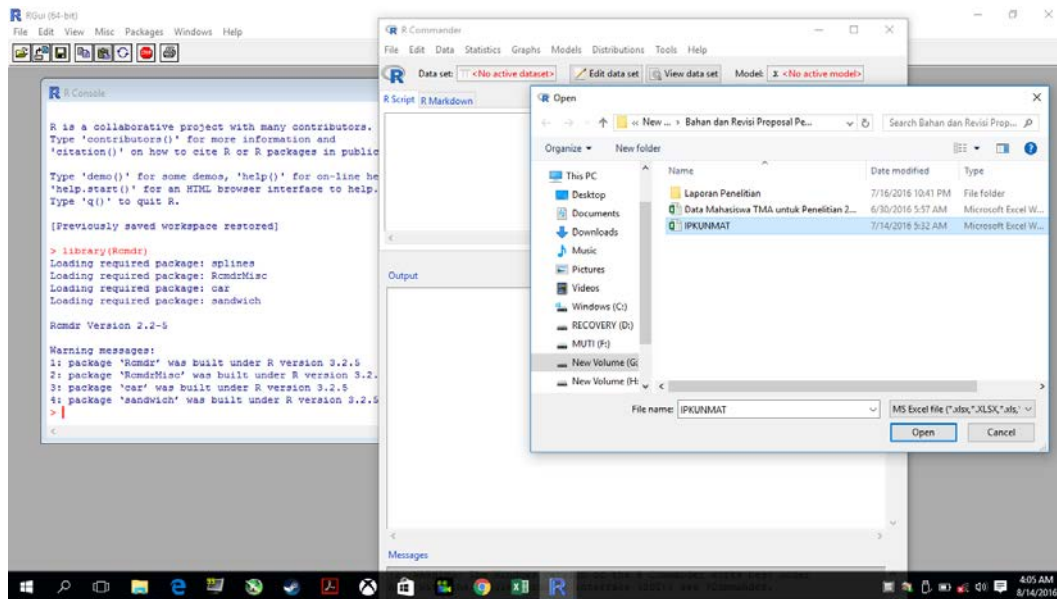 RGui (64-bit)
File Edit View Misc Packages Windows Help
R Console
R is a collaborative project with many contributors.
Type 'contributors()' for more information and
'citation()' on how to cite R or R packages in public
Type 'demo()' for some demos, 'help()' for on-line he
'help.start()' for an HTML browser interface to help.
Type 'q()' to quit R.
[Previously saved workspace restored]
> library(Rcmdr)
Loading required package: splines
Loading required package: RcmdrMisc
Loading required package: car
Loading required package: sandwich
Rcmdr Version 2.2-5
Warning messages:
1: package 'Rcmdr' was built under R version 3.2.5
2: package 'RcmdrMisc' was built under R version 3.2.
3: package 'car' was built under R version 3.2.5
4: package 'sandwich' was built under R version 3.2.5
>
R Commander
File Edit Data Statistics Graphs Models Distributions Tools Help
Data set: <No active dataset> Edit data set View data set Model: Σ <No active model>
R Script R Markdown
Output
Messages
Open
« New ... › Bahan dan Revisi Proposal Pe... Search Bahan dan Revisi Prop...
Organize New folder
This PC
Desktop
Documents
Downloads
Music
Pictures
Videos
Windows (C:)
RECOVERY (D:)
MUTI (F:)
New Volume (G:
New Volume (H:
Name Date modified Type
Laporan Penelitian 7/16/2016 10:41 PM File folder
Data Mahasiswa TMA untuk Penelitian 2... 6/30/2016 5:57 AM Microsoft Excel W...
IPKUNMAT 7/14/2016 5:32 AM Microsoft Excel W...
File name: IPKUNMAT MS Excel file (*.xlsx,*.XLSX,*.xls,*
Open Cancel
4:05 AM
8/14/2016